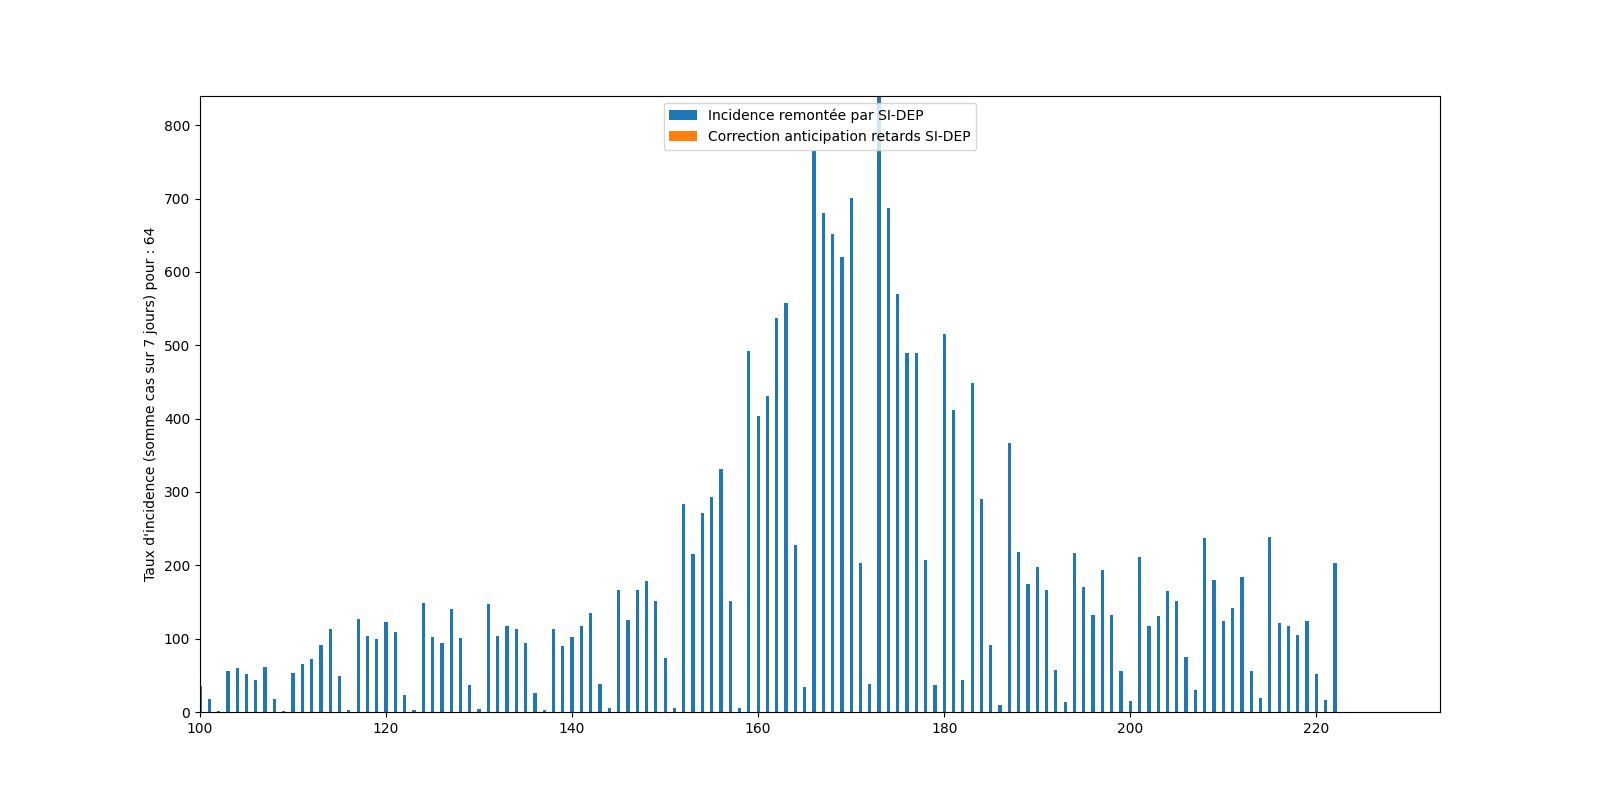 Incidence remontée par SI-DEP
Correction anticipation retards SI-DEP
Taux d'incidence (somme cas sur 7 jours) pour : 64
800
700
600
500
400
300
200
100
0
100 120 140 160 180 200 220